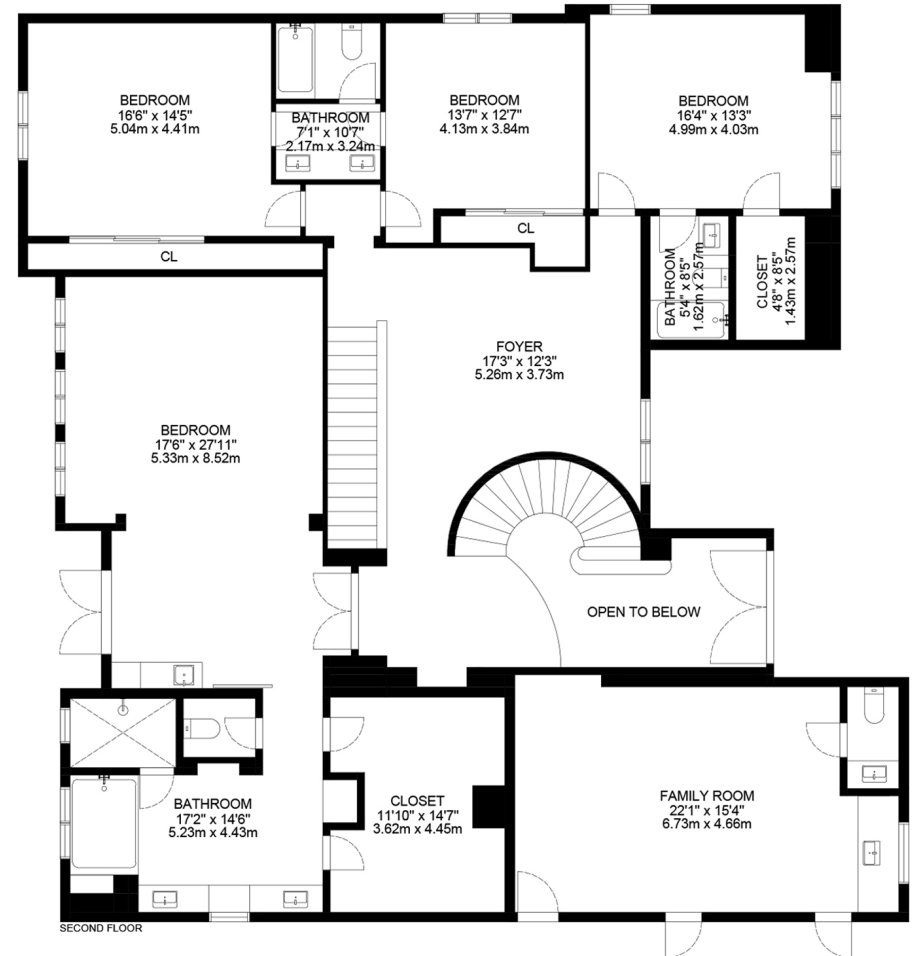 BEDROOM
16'6" x 14'5"
5.04m x 4.41m
BATHROOM
7'1" x 10'7"
2.17m x 3.24m
BEDROOM
13'7" x 12'7"
4.13m x 3.84m
BEDROOM
16'4" x 13'3"
4.99m x 4.03m
CL
CL
BATHROOM
5'4" x 8'5"
1.62m x 2.57m
CLOSET
4'8" x 8'5"
1.43m x 2.57m
FOYER
17'3" x 12'3"
5.26m x 3.73m
BEDROOM
17'6" x 27'11"
5.33m x 8.52m
OPEN TO BELOW
BATHROOM
17'2" x 14'6"
5.23m x 4.43m
CLOSET
11'10" x 14'7"
3.62m x 4.45m
FAMILY ROOM
22'1" x 15'4"
6.73m x 4.66m
SECOND FLOOR